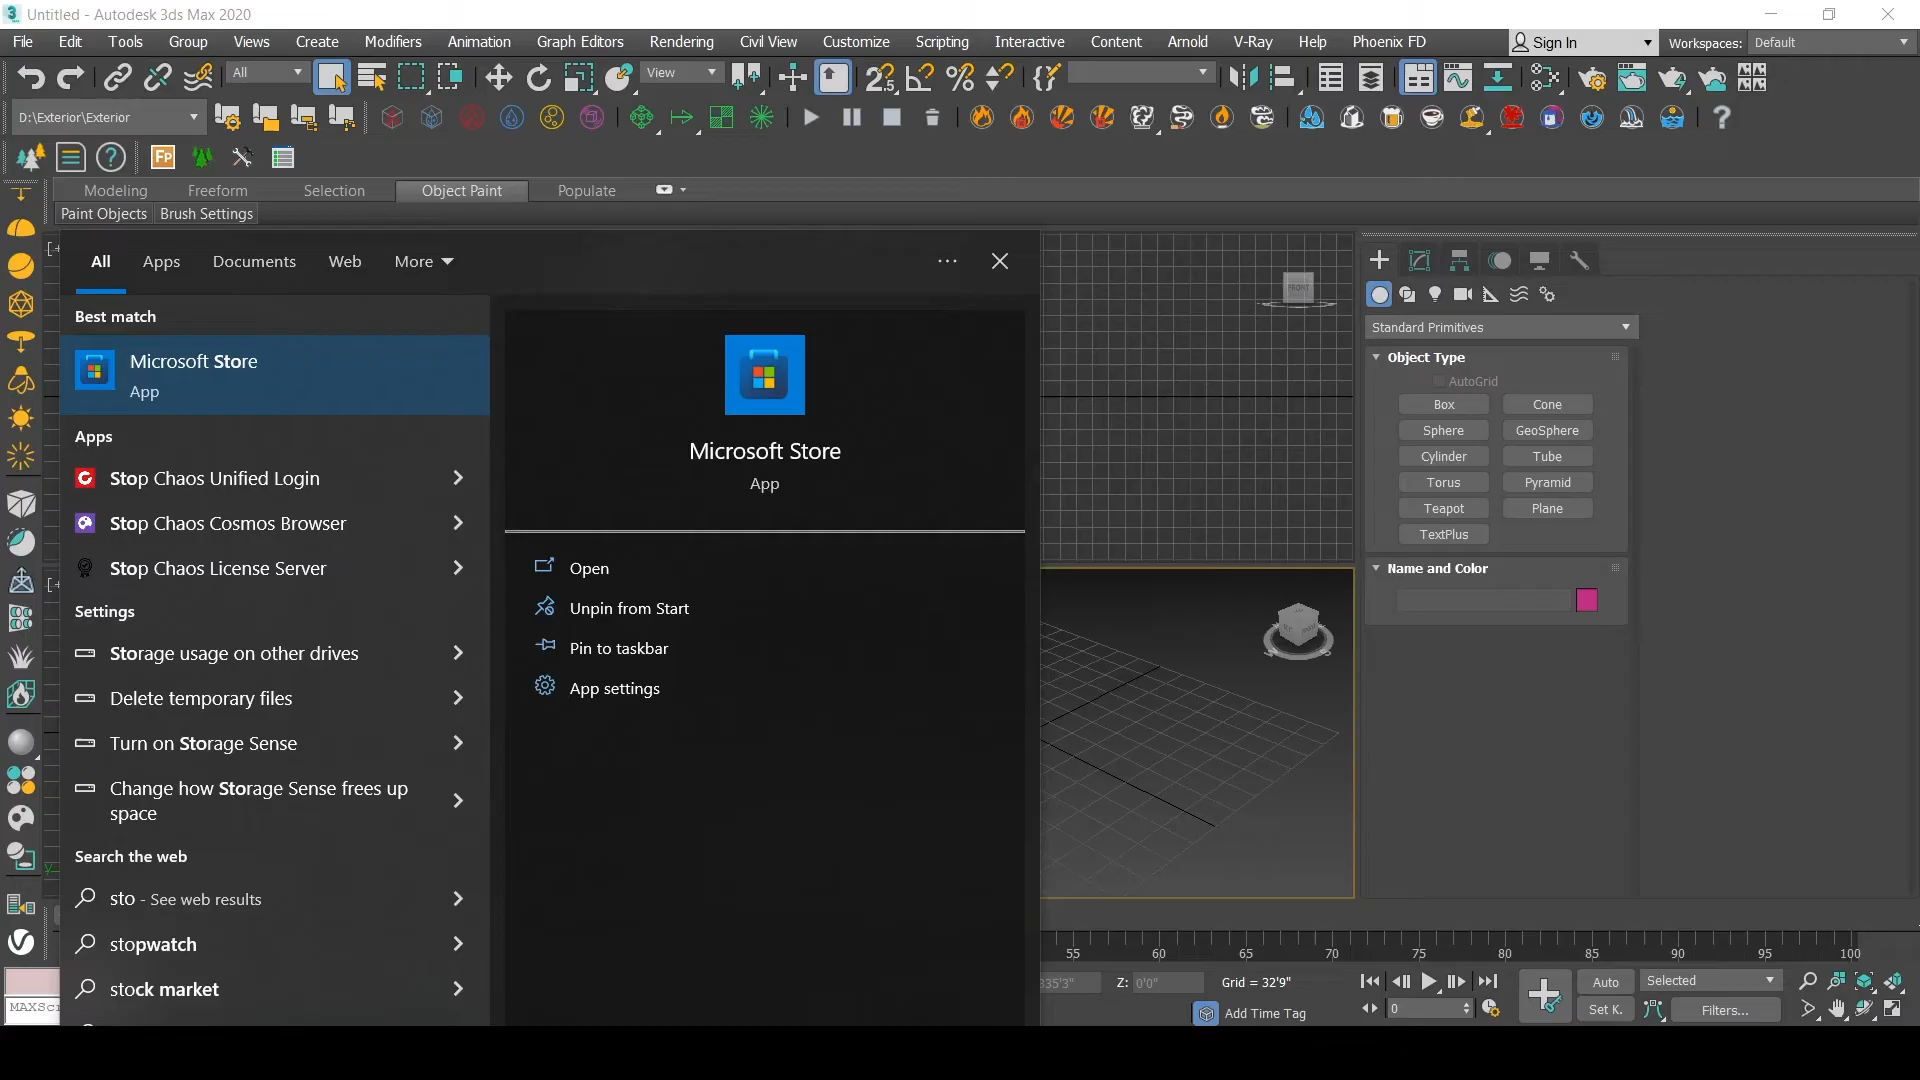 Untitled - Autodesk 3ds Max 2020
File Edit Tools Group Views Create Modifiers Animation Graph Editors Rendering Civil View Customize Scripting Interactive Content Arnold V-Ray Help Phoenix FD Sign In Workspaces: Default
All View
D:\Exterior\Exterior
Fp
Modeling Freeform Selection Object Paint Populate
Paint Objects Brush Settings
All Apps Documents Web More
Best match
Microsoft Store
App
Apps
Stop Chaos Unified Login
Stop Chaos Cosmos Browser
Stop Chaos License Server
Settings
Storage usage on other drives
Delete temporary files
Turn on Storage Sense
Change how Storage Sense frees up
space
Search the web
sto - See web results
stopwatch
stock market
Microsoft Store
App
Open
Unpin from Start
Pin to taskbar
App settings
FRONT
Standard Primitives
Object Type
AutoGrid
Box Cone
Sphere GeoSphere
Cylinder Tube
Torus Pyramid
Teapot Plane
TextPlus
Name and Color
55 60 65 70 75 80 85 90 95 100
335'3" Z: 0'0" Grid = 32'9" Auto Selected
MAXScr Add Time Tag 0 Set K. Filters...